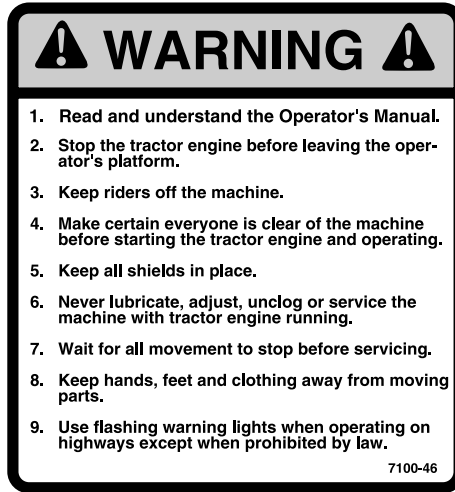 WARNING
1. Read and understand the Operator's Manual.
2. Stop the tractor engine before leaving the oper-
ator's platform.
3. Keep riders off the machine.
4. Make certain everyone is clear of the machine
before starting the tractor engine and operating.
5. Keep all shields in place.
6. Never lubricate, adjust, unclog or service the
machine with tractor engine running.
7. Wait for all movement to stop before servicing.
8. Keep hands, feet and clothing away from moving
parts.
9. Use flashing warning lights when operating on
highways except when prohibited by law.
7100-46